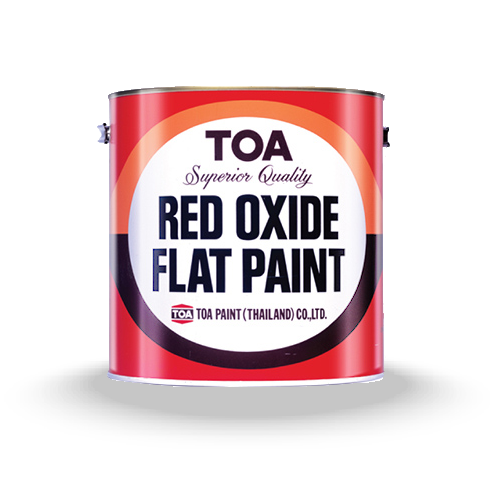 TOA
Superior Quality
RED OXIDE
FLAT PAINT
TOA TOA PAINT (THAILAND) CO.,LTD.